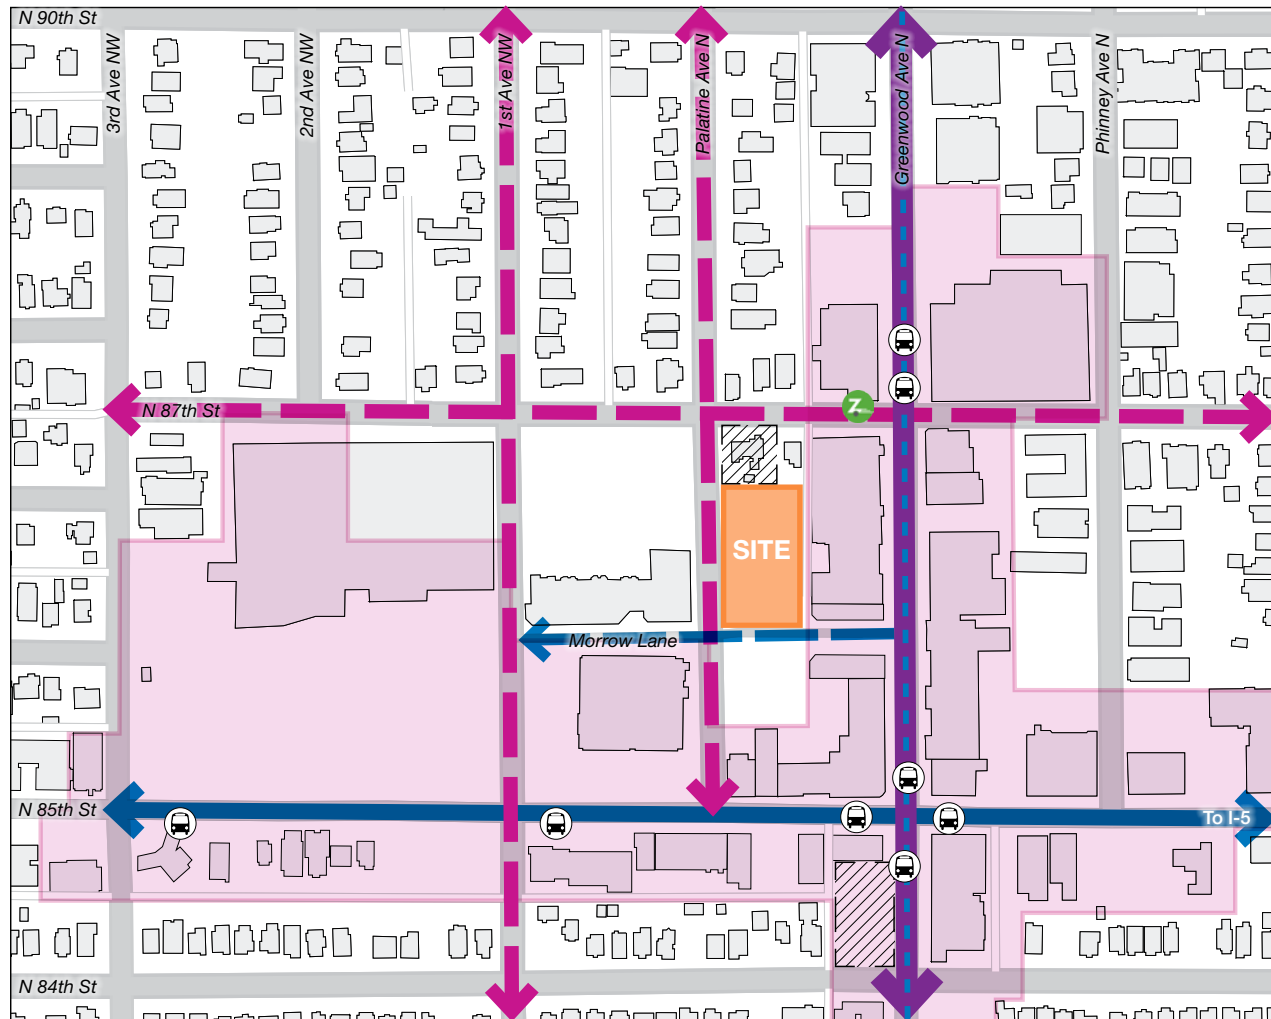 N 90th St
3rd Ave NW
2nd Ave NW
1st Ave NW
Palatine Ave N
Greenwood Ave N
Phinney Ave N
N 87th St
Z
SITE
Morrow Lane
N 85th St
To I-5
N 84th St